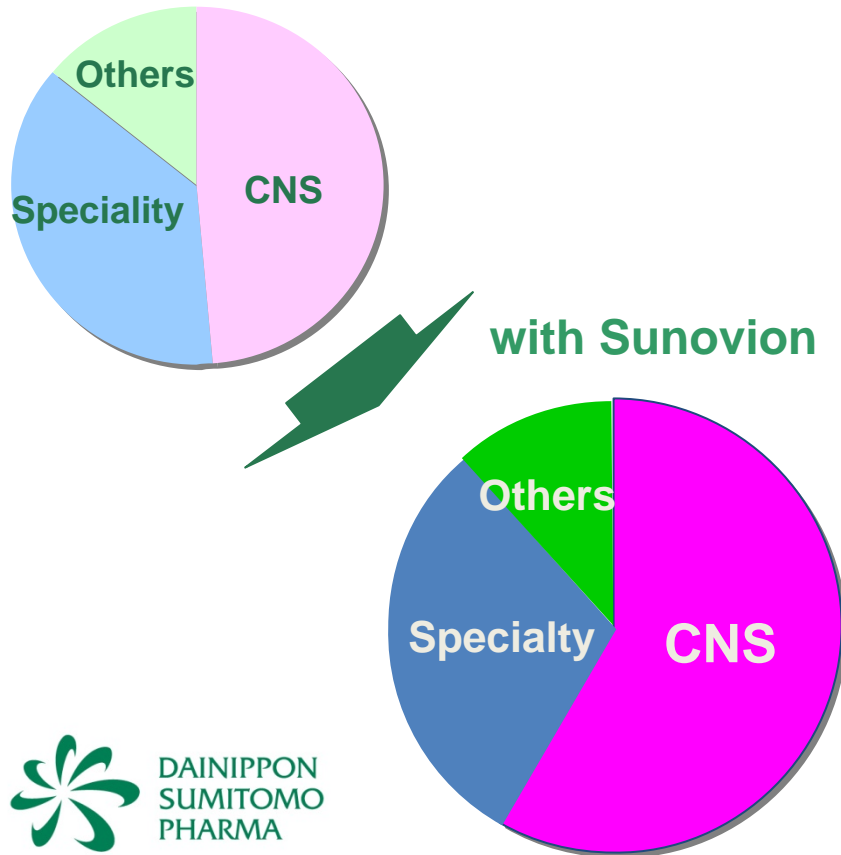 Others
CNS
Speciality
with Sunovion
Others
Specialty
CNS
DAINIPPON
SUMITOMO
PHARMA